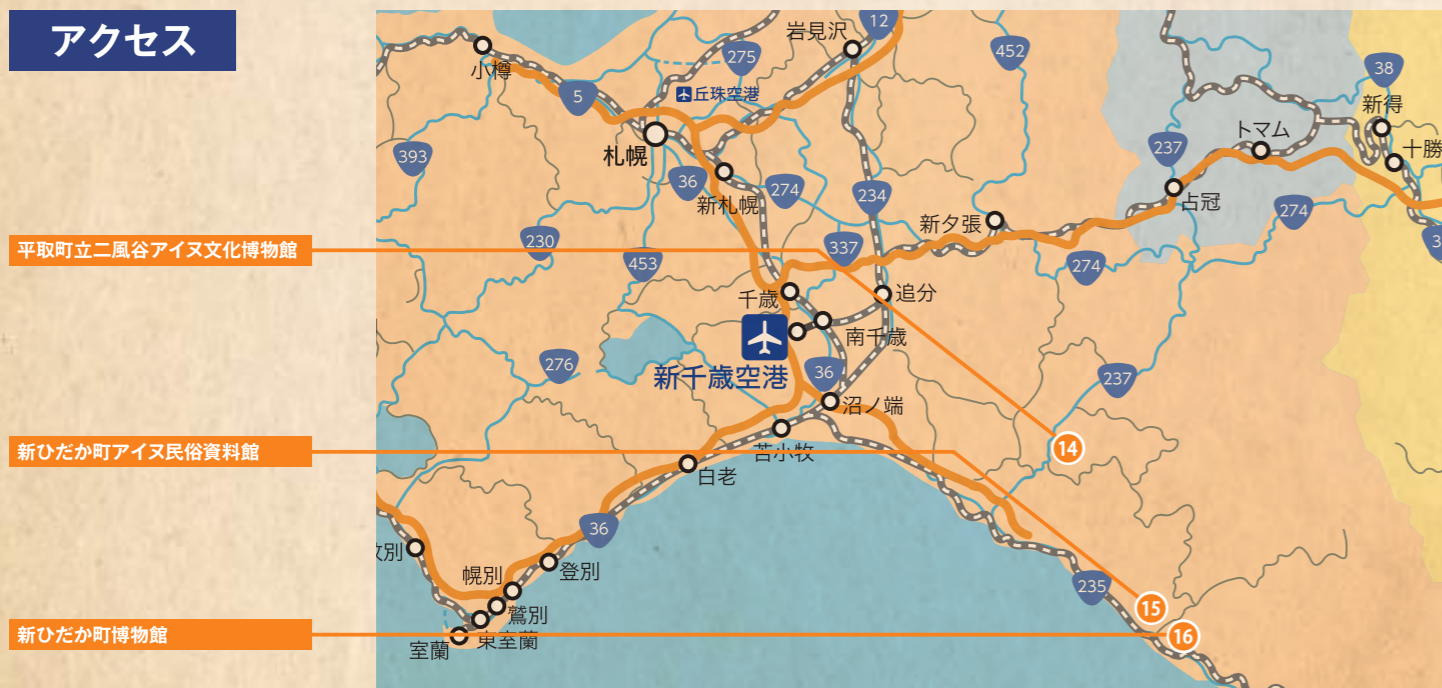 アクセス
岩見沢
12
小樽
275
452
38
5
丘珠空港
新得
トマム
札幌
393
237
十勝
36
274
234
新札幌
占冠
274
新夕張
平取町立二風谷アイヌ文化博物館
230
337
453
274
千歳
追分
南千歳
276
36
237
新千歳空港
沼ノ端
新ひだか町アイヌ民俗資料館
苫小牧
14
白老
36
幌別
登別
235
鷲別
15
新ひだか町博物館
東室蘭
16
室蘭